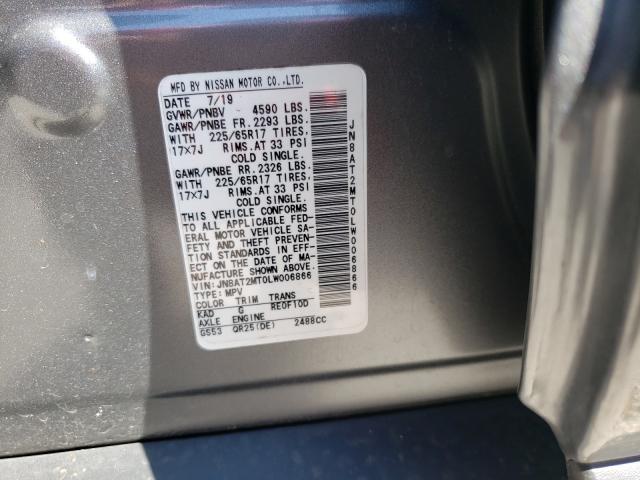 MFD BY NISSAN MOTOR CO.,LTD.
DATE 7/19
GVWR/PNBV 4590 LBS.
GAWR/PNBE FR. 2293 LBS.
WITH 225/65R17 TIRES,
17X7J RIMS. AT 33 PSI
COLD SINGLE.
GAWR/PNBE RR. 2326 LBS.
WITH 225/65R17 TIRES,
17X7J RIMS. AT 33 PSI
COLD SINGLE.
THIS VEHICLE CONFORMS
TO ALL APPLICABLE FED-
ERAL MOTOR VEHICLE SA-
FETY AND THEFT PREVEN-
TION STANDARDS IN EFF-
ECT ON THE DATE OF MA-
NUFACTURE SHOWN ABOVE.
VIN: JN8AT2MT0LW006866
TYPE: MPV
COLOR TRIM TRANS
KAD G RE0F10D
AXLE ENGINE
GS53 QR25(DE) 2488CC
JN8AT2MT0LW006866